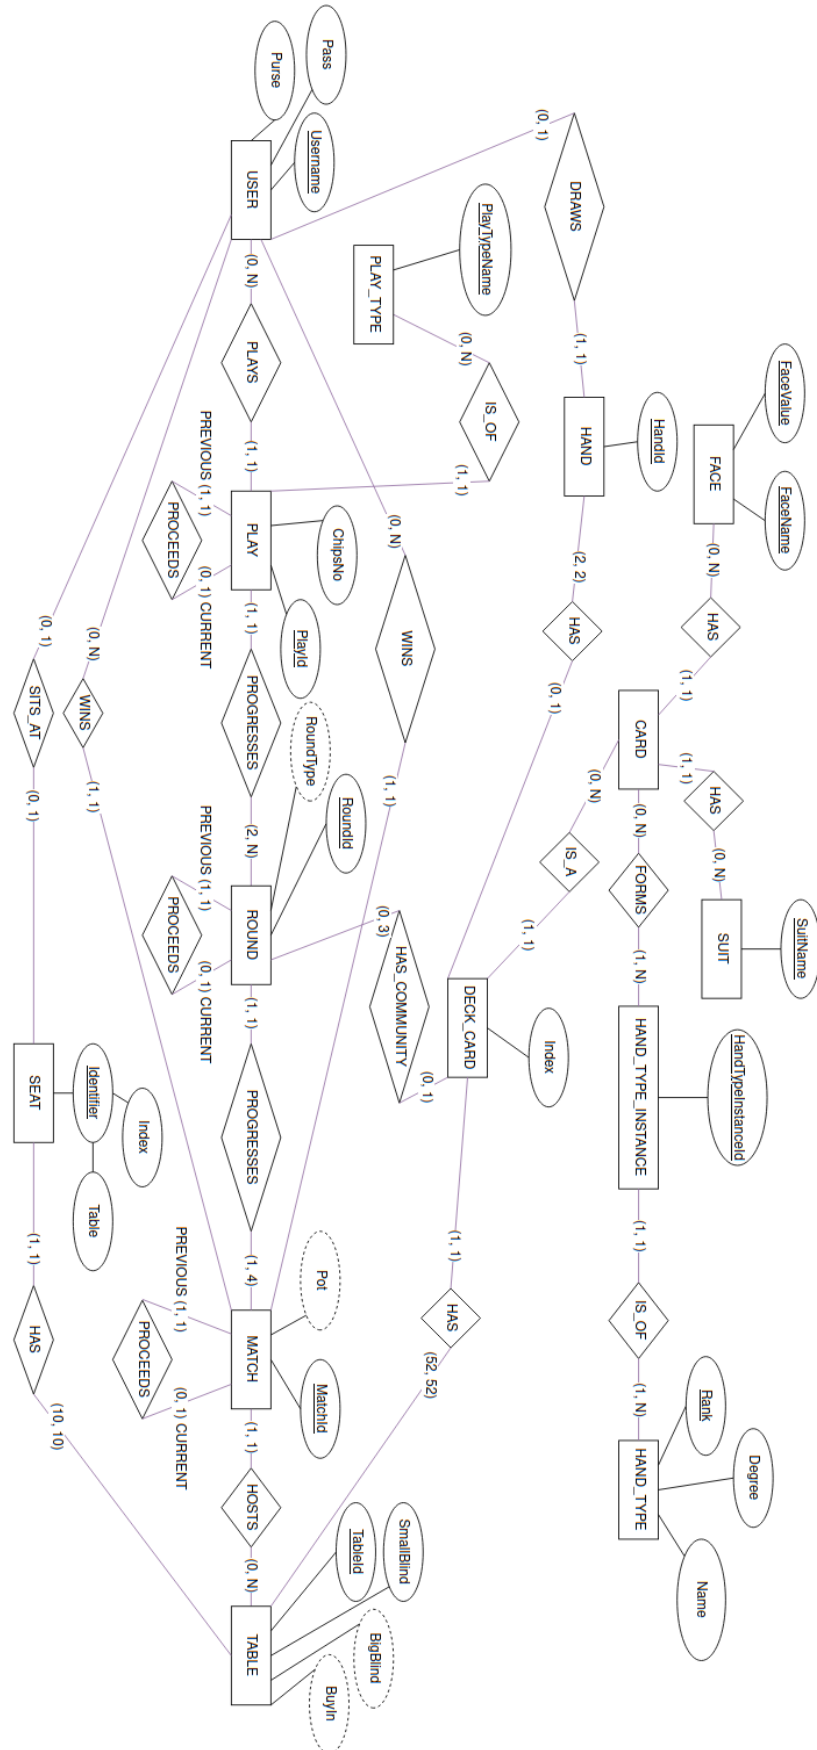 Purse
Pass
Username
USER
(0, 1)
DRAWS
(1, 1)
HAND
HandId
(2, 2)
HAS
(0, 1)
PlayTypeName
PLAY_TYPE
(0, N)
IS_OF
(1, 1)
FaceValue
FaceName
FACE
(0, N)
HAS
(1, 1)
CARD
(1, 1)
HAS
(0, N)
SUIT
SuitName
(0, N)
FORMS
(1, N)
HAND_TYPE_INSTANCE
HandTypeInstanceId
(1, 1)
IS_OF
(1, N)
HAND_TYPE
Rank
Degree
Name
(0, N)
IS_A
(1, 1)
DECK_CARD
Index
(1, 1)
HAS
(52, 52)
(0, N)
PLAYS
(1, 1)
PLAY
ChipsNo
PlayId
PREVIOUS (1, 1)
PROCEEDS
(0, 1) CURRENT
(1, 1)
PROGRESSES
(2, N)
ROUND
RoundType
RoundId
PREVIOUS (1, 1)
PROCEEDS
(0, 1) CURRENT
(0, 3)
HAS_COMMUNITY
(0, 1)
(1, 1)
PROGRESSES
(1, 4)
MATCH
Pot
MatchId
PREVIOUS (1, 1)
PROCEEDS
(0, 1) CURRENT
(1, 1)
HOSTS
(0, N)
TABLE
TableId
SmallBlind
BigBlind
BuyIn
(0, N)
WINS
(1, 1)
(0, N)
WINS
(1, 1)
(0, 1)
SITS_AT
(0, 1)
SEAT
Identifier
Index
Table
(1, 1)
HAS
(10, 10)